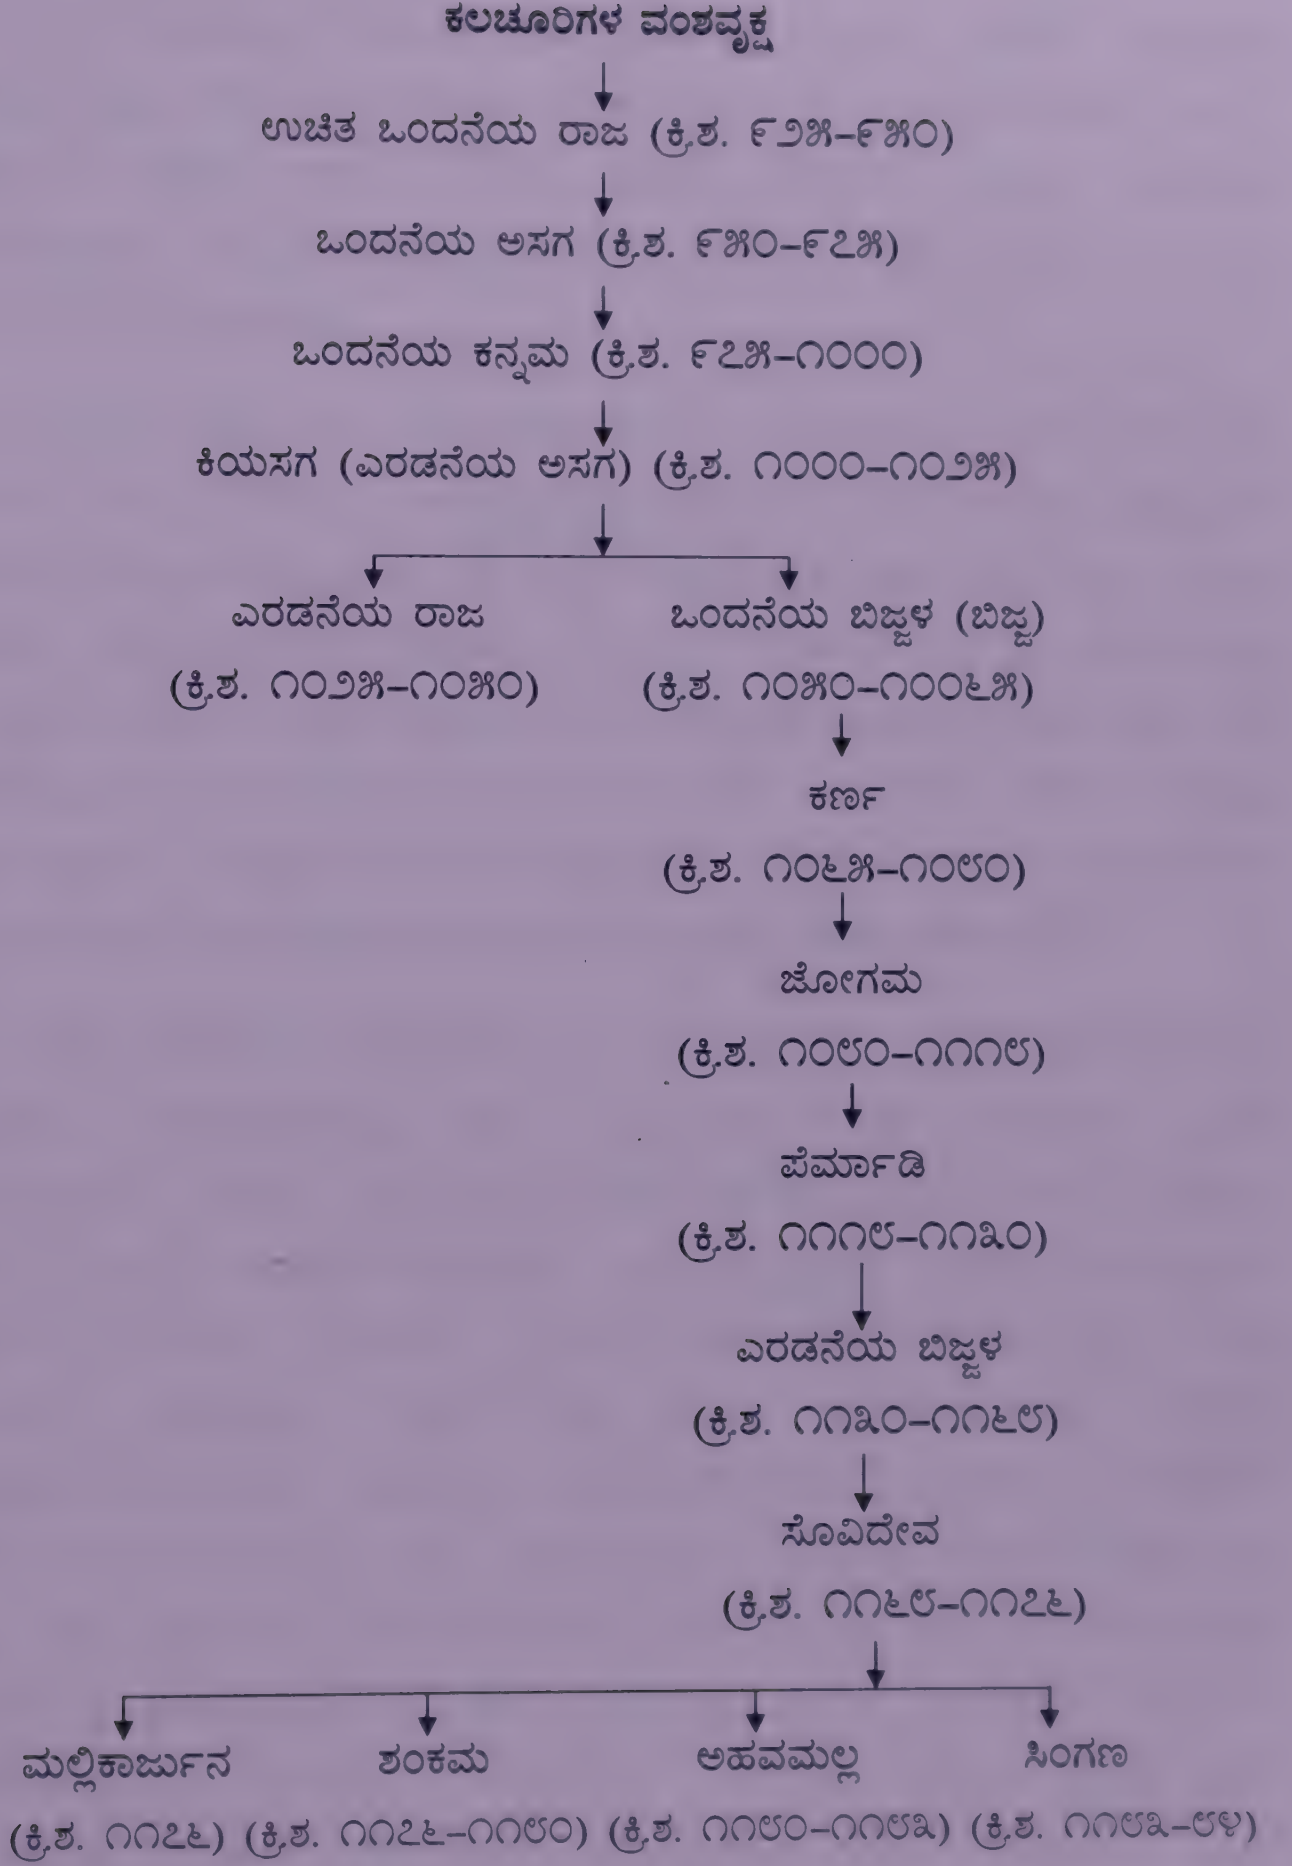 ಕಲಚೂರಿಗಳ ವಂಶವೃಕ್ಷ
ಉಚಿತ ಒಂದನೆಯ ರಾಜ (ಕ್ರಿ.ಶ. ೯೨೫–೯೫೦)
ಒಂದನೆಯ ಅಸಗ (ಕ್ರಿ.ಶ. ೯೫೦–೯೭೫)
ಒಂದನೆಯ ಕನ್ನಮ (ಕ್ರಿ.ಶ. ೯೭೫–೧೦೦೦)
ಕಿಯಸಗ (ಎರಡನೆಯ ಅಸಗ) (ಕ್ರಿ.ಶ. ೧೦೦೦–೧೦೨೫)
ಎರಡನೆಯ ರಾಜ ಒಂದನೆಯ ಬಿಜ್ಜಳ (ಬಿಜ್ಜ)
(ಕ್ರಿ.ಶ. ೧೦೨೫–೧೦೫೦) (ಕ್ರಿ.ಶ. ೧೦೫೦–೧೦೦೬೫)
ಕರ್ಣ
(ಕ್ರಿ.ಶ. ೧೦೬೫–೧೦೮೦)
ಜೋಗಮ
(ಕ್ರಿ.ಶ. ೧೦೮೦–೧೧೧೮)
ಪೆರ್ಮಾಡಿ
(ಕ್ರಿ.ಶ. ೧೧೧೮–೧೧೩೦)
ಎರಡನೆಯ ಬಿಜ್ಜಳ
(ಕ್ರಿ.ಶ. ೧೧೩೦–೧೧೬೮)
ಸೊವಿದೇವ
(ಕ್ರಿ.ಶ. ೧೧೬೮–೧೧೭೬)
ಮಲ್ಲಿಕಾರ್ಜುನ ಶಂಕಮ ಅಹವಮಲ್ಲ ಸಿಂಗಣ
(ಕ್ರಿ.ಶ. ೧೧೭೬) (ಕ್ರಿ.ಶ. ೧೧೭೬–೧೧೮೦) (ಕ್ರಿ.ಶ. ೧೧೮೦–೧೧೮೩) (ಕ್ರಿ.ಶ. ೧೧೮೩–೮೪)